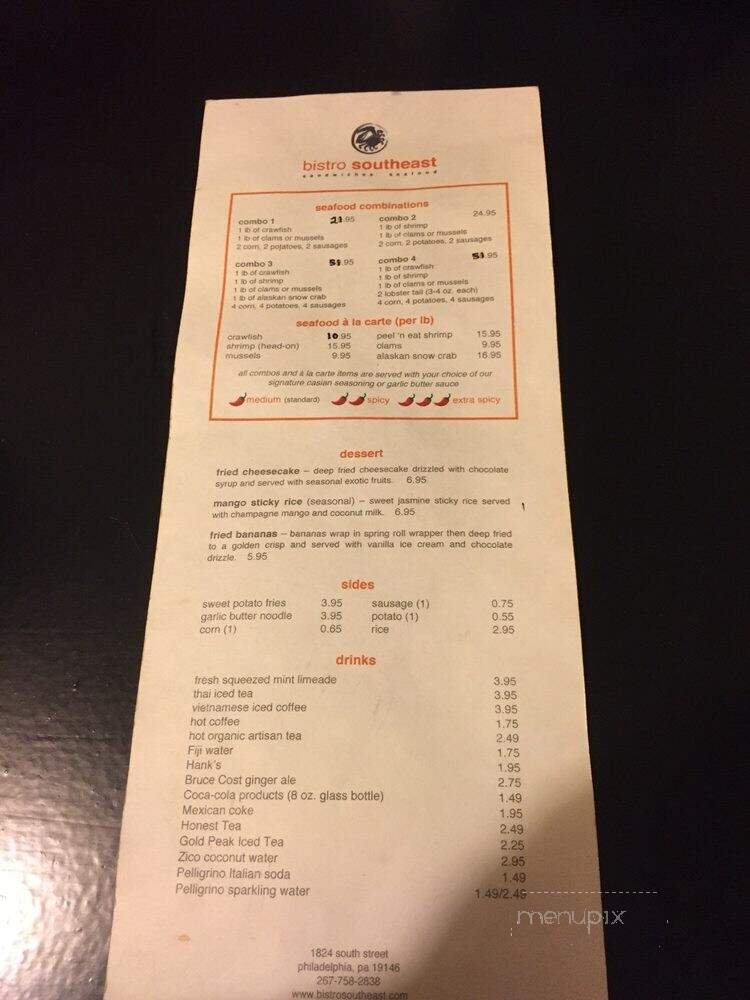 bistro southeast
sandwiches seafood
seafood combinations
combo 1 21.95
1 lb of crawfish
1 lb of clams or mussels
2 corn, 2 potatoes, 2 sausages
combo 2 24.95
1 lb of shrimp
1 lb of clams or mussels
2 corn, 2 potatoes, 2 sausages
combo 3 51.95
1 lb of crawfish
1 lb of shrimp
1 lb of clams or mussels
1 lb of alaskan snow crab
4 corn, 4 potatoes, 4 sausages
combo 4 51.95
1 lb of crawfish
1 lb of shrimp
1 lb of clams or mussels
2 lobster tail (3-4 oz. each)
4 corn, 4 potatoes, 4 sausages
seafood à la carte (per lb)
crawfish 10.95 peel 'n eat shrimp 15.95
shrimp (head-on) 15.95 clams 9.95
mussels 9.95 alaskan snow crab 16.95
all combos and à la carte items are served with your choice of our
signature casian seasoning or garlic butter sauce
medium (standard) spicy extra spicy
dessert
fried cheesecake – deep fried cheesecake drizzled with chocolate
syrup and served with seasonal exotic fruits. 6.95
mango sticky rice (seasonal) – sweet jasmine sticky rice served
with champagne mango and coconut milk. 6.95
fried bananas – bananas wrap in spring roll wrapper then deep fried
to a golden crisp and served with vanilla ice cream and chocolate
drizzle. 5.95
sides
sweet potato fries 3.95 sausage (1) 0.75
garlic butter noodle 3.95 potato (1) 0.55
corn (1) 0.65 rice 2.95
drinks
fresh squeezed mint limeade 3.95
thai iced tea 3.95
vietnamese iced coffee 3.95
hot coffee 1.75
hot organic artisan tea 2.49
Fiji water 1.75
Hank's 1.95
Bruce Cost ginger ale 2.75
Coca-cola products (8 oz. glass bottle) 1.49
Mexican coke 1.95
Honest Tea 2.49
Gold Peak Iced Tea 2.25
Zico coconut water 2.95
Pelligrino Italian soda 1.49
Pelligrino sparkling water 1.49/2.49
menupix
1824 south street
philadelphia, pa 19146
267-758-2838
www.bistrosoutheast.com